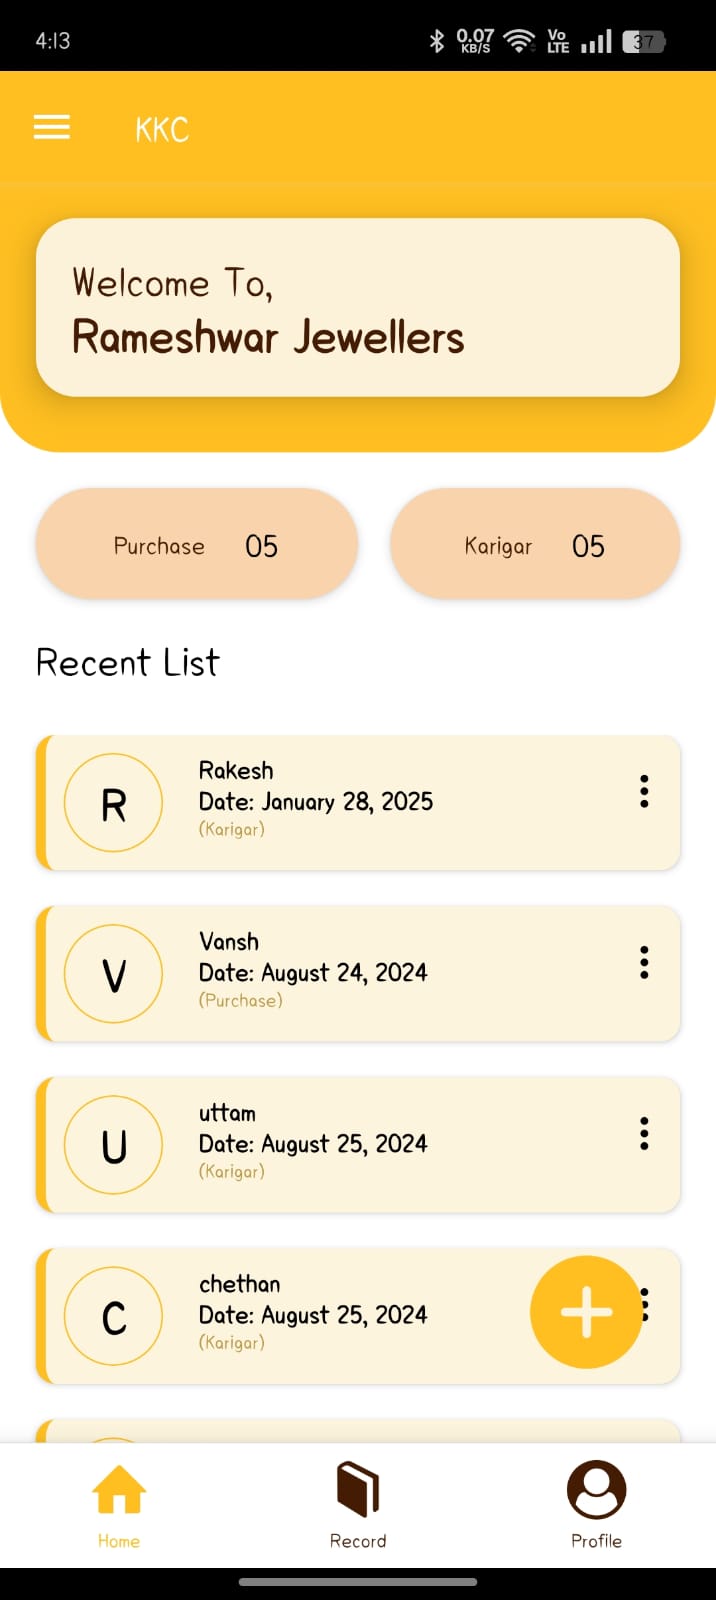 4:13
0.07
KB/S
Vo
LTE
37
KKC
Welcome To,
Rameshwar Jewellers
Purchase 05
Karigar 05
Recent List
R
Rakesh
Date: January 28, 2025
(Karigar)
V
Vansh
Date: August 24, 2024
(Purchase)
U
uttam
Date: August 25, 2024
(Karigar)
C
chethan
Date: August 25, 2024
(Karigar)
Home
Record
Profile